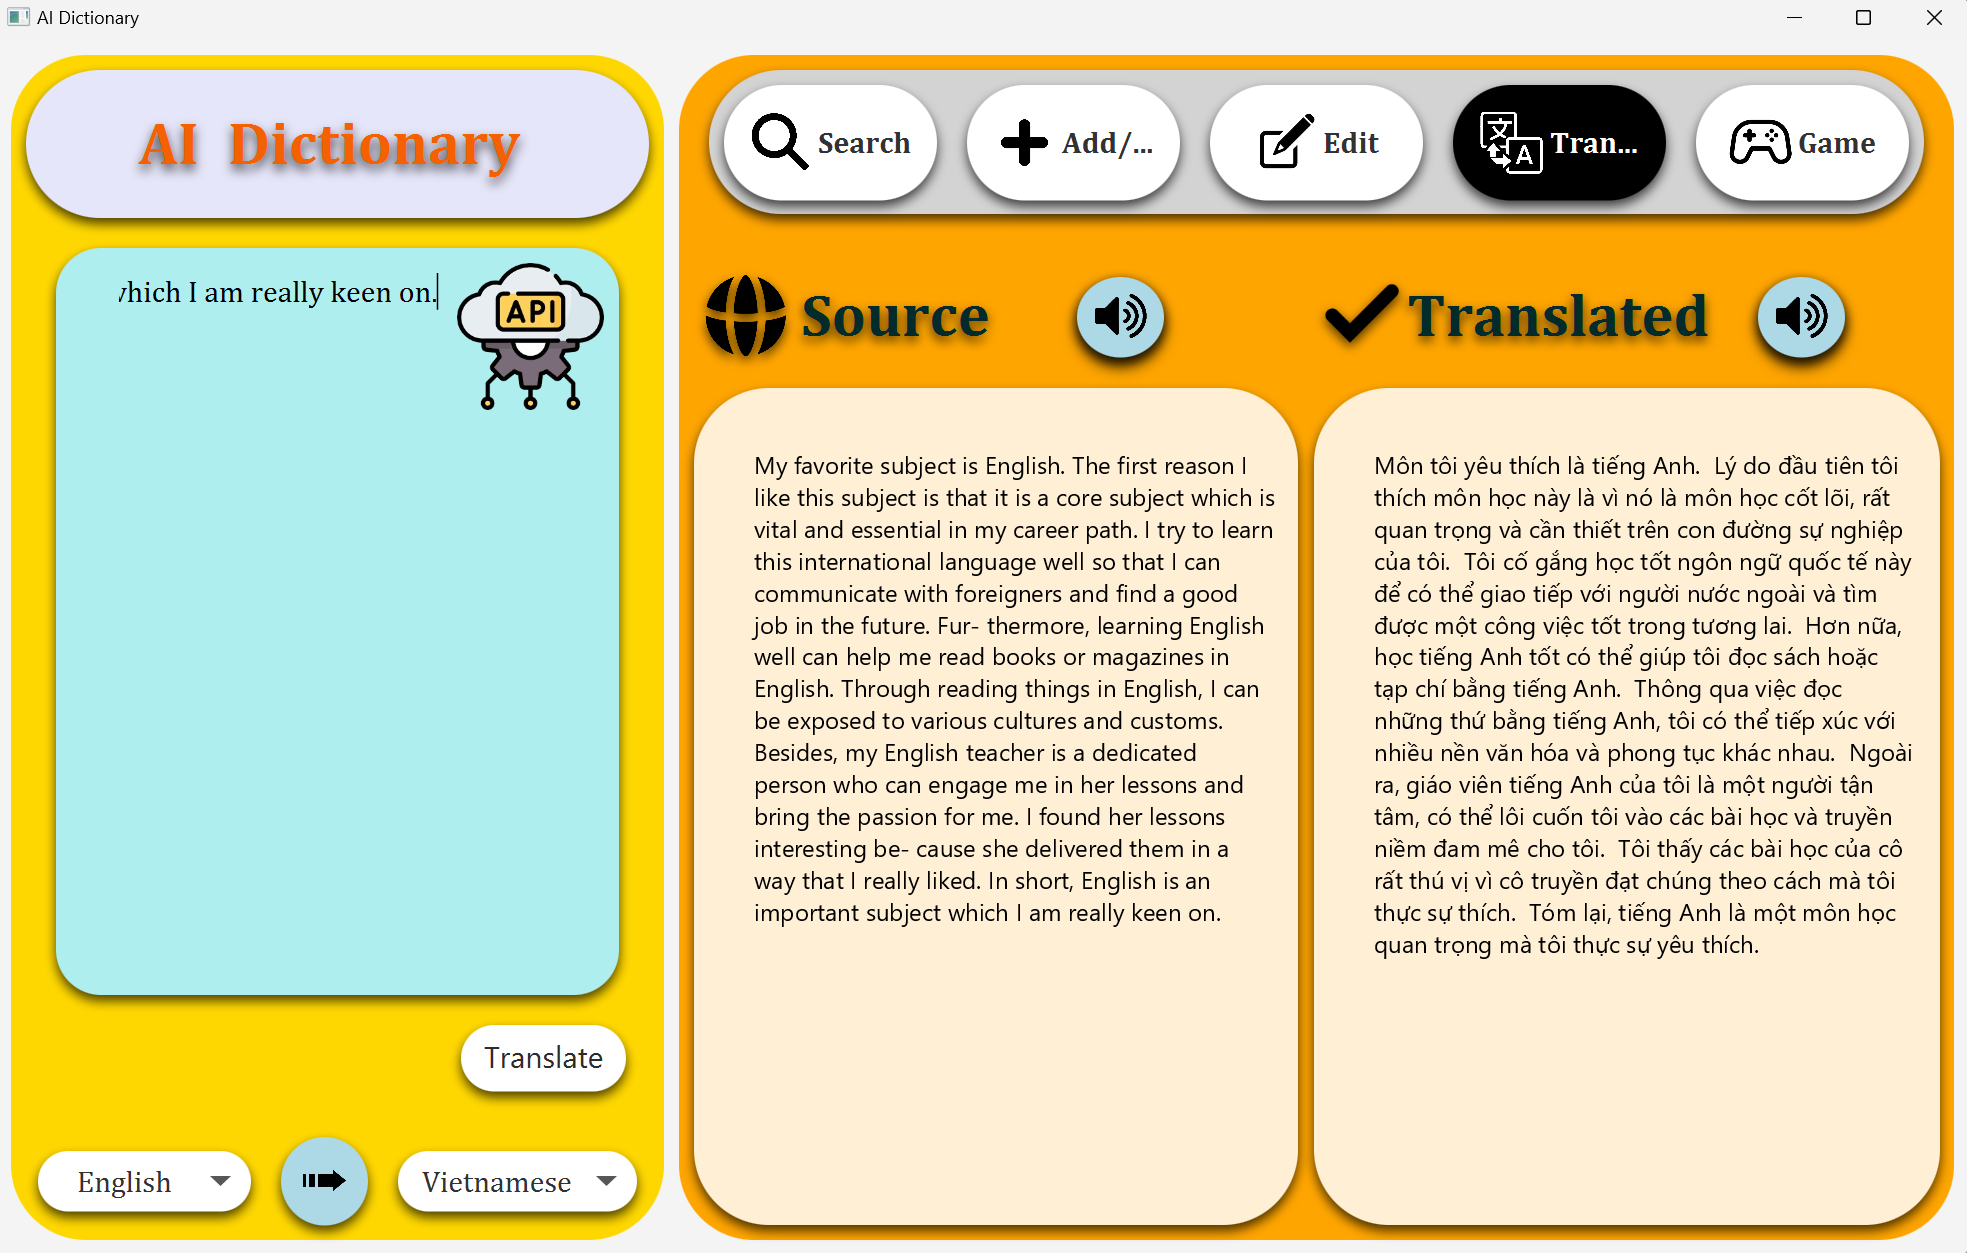 AI Dictionary
AI Dictionary
Search
Add/...
Edit
文
A
Tran...
Game
which I am really keen on.
API
Translate
English
Vietnamese
Source
Translated
My favorite subject is English. The first reason I
like this subject is that it is a core subject which is
vital and essential in my career path. I try to learn
this international language well so that I can
communicate with foreigners and find a good
job in the future. Fur- thermore, learning English
well can help me read books or magazines in
English. Through reading things in English, I can
be exposed to various cultures and customs.
Besides, my English teacher is a dedicated
person who can engage me in her lessons and
bring the passion for me. I found her lessons
interesting be- cause she delivered them in a
way that I really liked. In short, English is an
important subject which I am really keen on.
Môn tôi yêu thích là tiếng Anh.  Lý do đầu tiên tôi
thích môn học này là vì nó là môn học cốt lõi, rất
quan trọng và cần thiết trên con đường sự nghiệp
của tôi.  Tôi cố gắng học tốt ngôn ngữ quốc tế này
để có thể giao tiếp với người nước ngoài và tìm
được một công việc tốt trong tương lai.  Hơn nữa,
học tiếng Anh tốt có thể giúp tôi đọc sách hoặc
tạp chí bằng tiếng Anh.  Thông qua việc đọc
những thứ bằng tiếng Anh, tôi có thể tiếp xúc với
nhiều nền văn hóa và phong tục khác nhau.  Ngoài
ra, giáo viên tiếng Anh của tôi là một người tận
tâm, có thể lôi cuốn tôi vào các bài học và truyền
niềm đam mê cho tôi.  Tôi thấy các bài học của cô
rất thú vị vì cô truyền đạt chúng theo cách mà tôi
thực sự thích.  Tóm lại, tiếng Anh là một môn học
quan trọng mà tôi thực sự yêu thích.